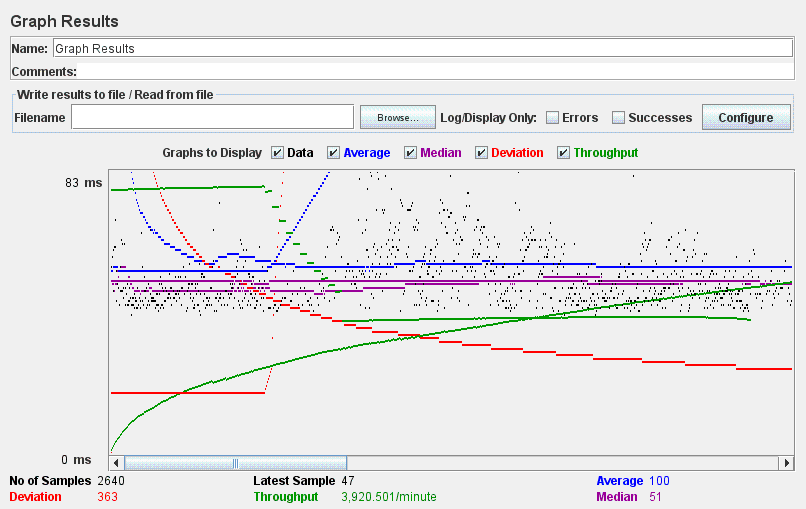 Graph Results
Name: Graph Results
Comments:
Write results to file / Read from file
Filename Browse... Log/Display Only: Errors Successes Configure
Graphs to Display Data Average Median Deviation Throughput
83 ms
0 ms
No of Samples 2640 Latest Sample 47 Average 100
Deviation 363 Throughput 3,920.501/minute Median 51